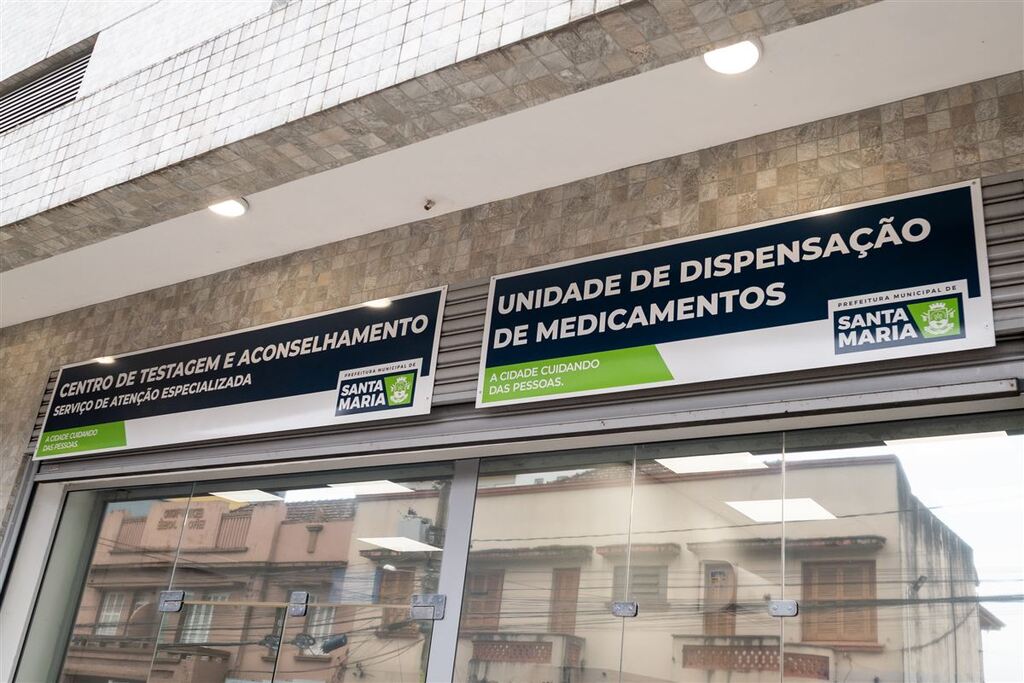 CENTRO DE TESTAGEM E ACONSELHAMENTO
SERVIÇO DE ATENÇÃO ESPECIALIZADA
A CIDADE CUIDANDO
DAS PESSOAS.
PREFEITURA MUNICIPAL DE
SANTA
MARIA
UNIDADE DE DISPENSAÇÃO
DE MEDICAMENTOS
A CIDADE CUIDANDO
DAS PESSOAS.
PREFEITURA MUNICIPAL DE
SANTA
MARIA